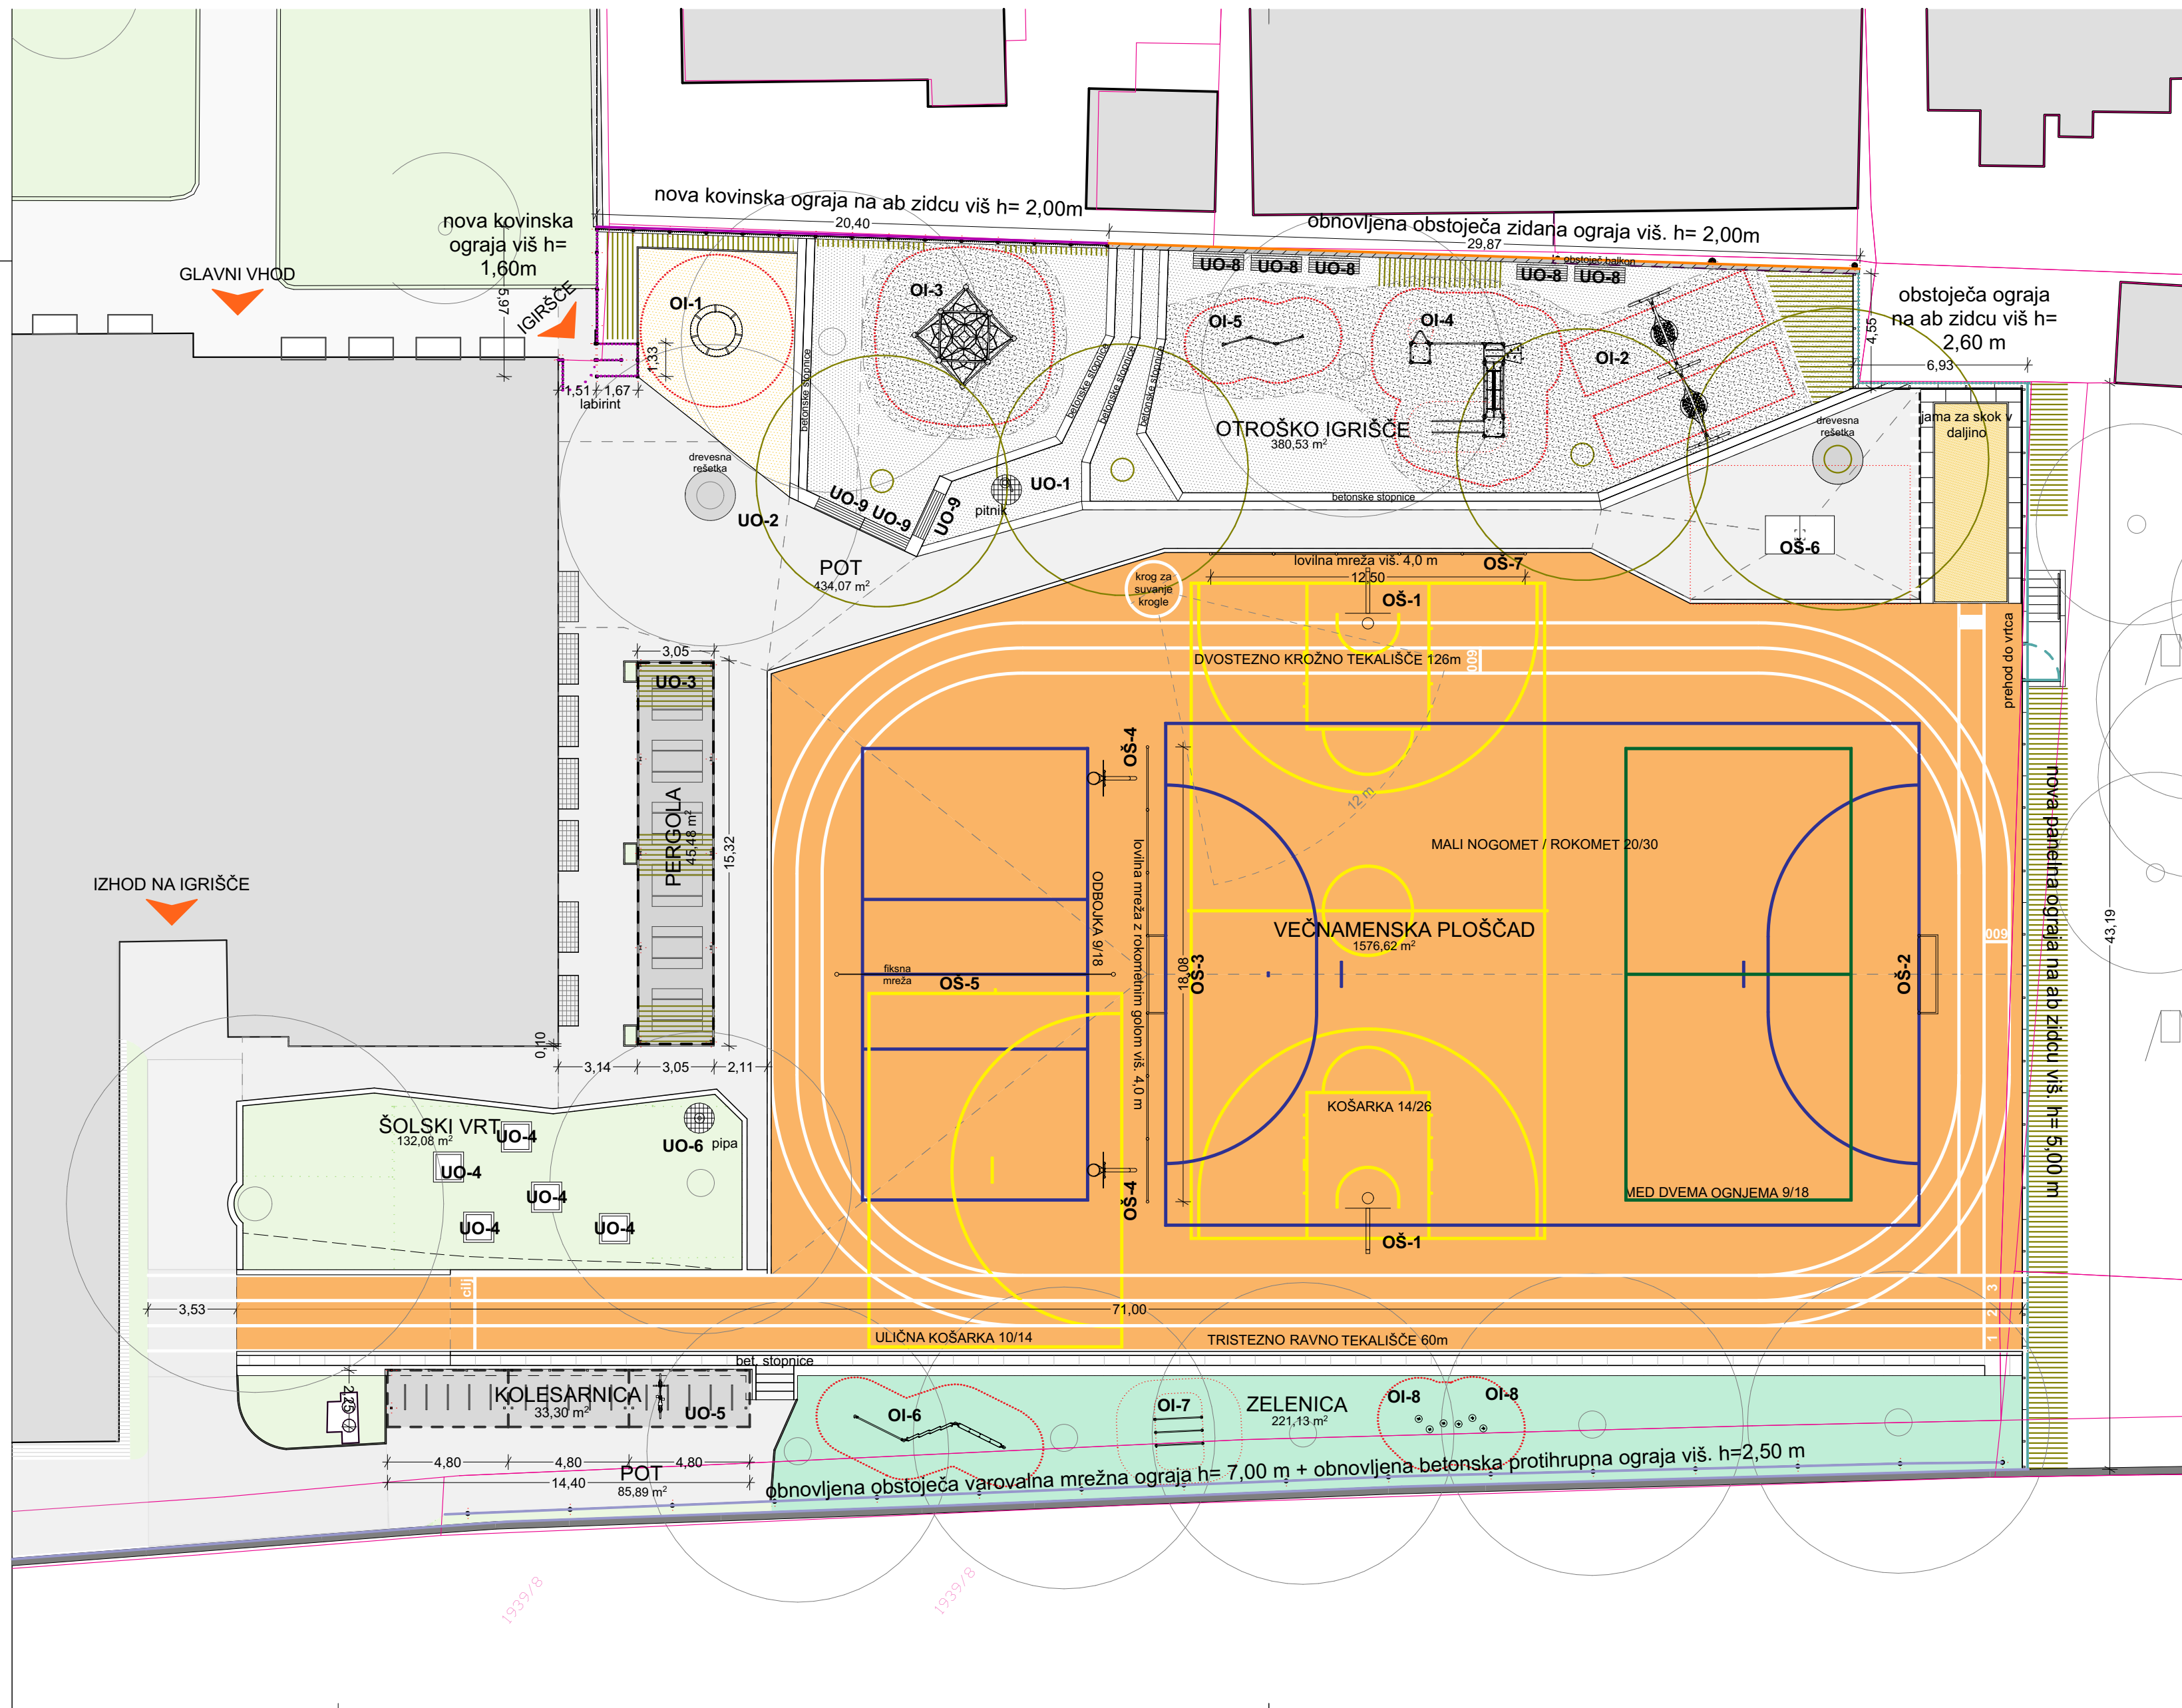 nova kovinska ograja na ab zidcu viš h= 2,00m
20,40
obnovljena obstoječa zidana ograja viš. h= 2,00m
29,87
nova kovinska
ograja viš h=
1,60m
GLAVNI VHOD
IGIRŠČE
5,97
1,33
1,51
1,67
labirint
OI-1
OI-3
UO-8
UO-8
UO-8
obstoječ balkon
UO-8
UO-8
OI-5
OI-4
OI-2
obstoječa ograja
na ab zidcu viš h=
2,60 m
4,55
6,93
betonske stopnice
betonske stopnice
betonske stopnice
betonske stopnice
OTROŠKO IGRIŠČE
380,53 m²
betonske stopnice
drevesna
rešetka
jama za skok v
daljino
drevesna
rešetka
UO-2
UO-9
UO-9
UO-9
UO-1
pitnik
POT
434,07 m²
OŠ-6
lovilna mreža viš. 4,0 m
OŠ-7
12,50
krog za
suvanje
krogle
OŠ-1
DVOSTEZNO KROŽNO TEKALIŠČE 126m
600
prehod do vrtca
3,05
UO-3
PERGOLA
45,48 m²
15,32
OŠ-4
12 m
MALI NOGOMET / ROKOMET 20/30
nova panelna ograja na ab zidcu viš. h= 5,00 m
43,19
IZHOD NA IGRIŠČE
ODBOJKA 9/18
lovilna mreža z rokometnim golom viš. 4,0 m
VEČNAMENSKA PLOŠČAD
1576,62 m²
600
18,08
OŠ-3
OŠ-2
fiksna
mreža
OŠ-5
0,10
3,14
3,05
2,11
KOŠARKA 14/26
ŠOLSKI VRT
132,08 m²
UO-4
UO-6
pipa
UO-4
UO-4
UO-4
UO-4
OŠ-4
MED DVEMA OGNJEMA 9/18
OŠ-1
cilj
3
2
1
3,53
71,00
ULIČNA KOŠARKA 10/14
TRISTEZNO RAVNO TEKALIŠČE 60m
bet. stopnice
2,25
KOLESARNICA
33,30 m²
UO-5
OI-6
OI-7
ZELENICA
221,13 m²
OI-8
OI-8
4,80
4,80
4,80
POT
85,89 m²
14,40
obnovljena obstoječa varovalna mrežna ograja h= 7,00 m + obnovljena betonska protihrupna ograja viš. h=2,50 m
1939/8
1939/8